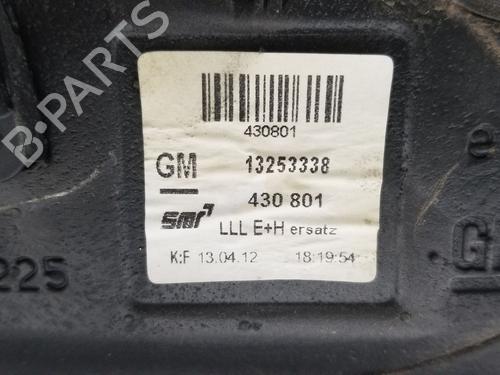 B-PARTS
430801
GM 13253338
430 801
smr LLL E+H ersatz
K:F 13.04.12 18:19:54
225
e